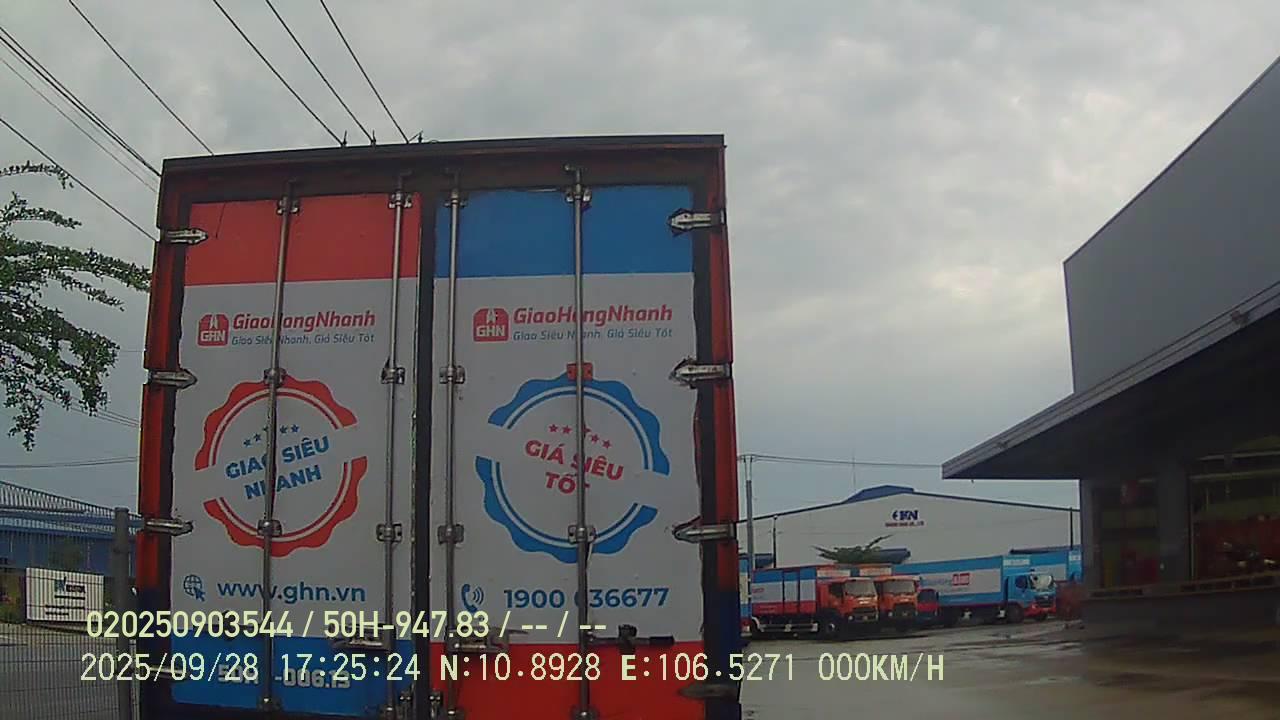 GHN
GiaoHangNhanh
Giao Siêu Nhanh, Giá Siêu Tốt
GHN
GiaoHangNhanh
Giao Siêu Nhanh, Giá Siêu Tốt
GIAO SIÊU
NHANH
GIÁ SIÊU
TỐT
www.ghn.vn
1900 636677
020250903544 / 50H-947.83 / -- / --
2025/09/28 17:25:24 N:10.8928 E:106.5271 000KM/H